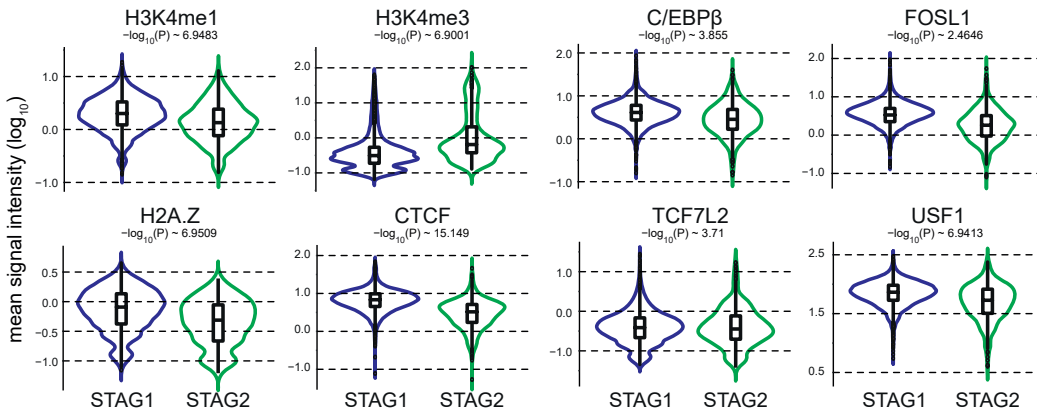 H3K4me1
−log10(P) ~ 6.9483
H3K4me3
−log10(P) ~ 6.9001
C/EBPβ
−log10(P) ~ 3.855
FOSL1
−log10(P) ~ 2.4646
mean signal intensity (log10)
1.0
0.0
−1.0
2.0
1.0
−0.0
−1.0
2.0
1.0
0.0
−1.0
2.0
1.0
0.0
−1.0
H2A.Z
−log10(P) ~ 6.9509
CTCF
−log10(P) ~ 15.149
TCF7L2
−log10(P) ~ 3.71
USF1
−log10(P) ~ 6.9413
0.5
−0.0
−0.5
−1.0
2.0
1.0
0.0
−1.0
1.0
−0.0
−1.0
2.5
1.5
0.5
STAG1 STAG2
STAG1 STAG2
STAG1 STAG2
STAG1 STAG2